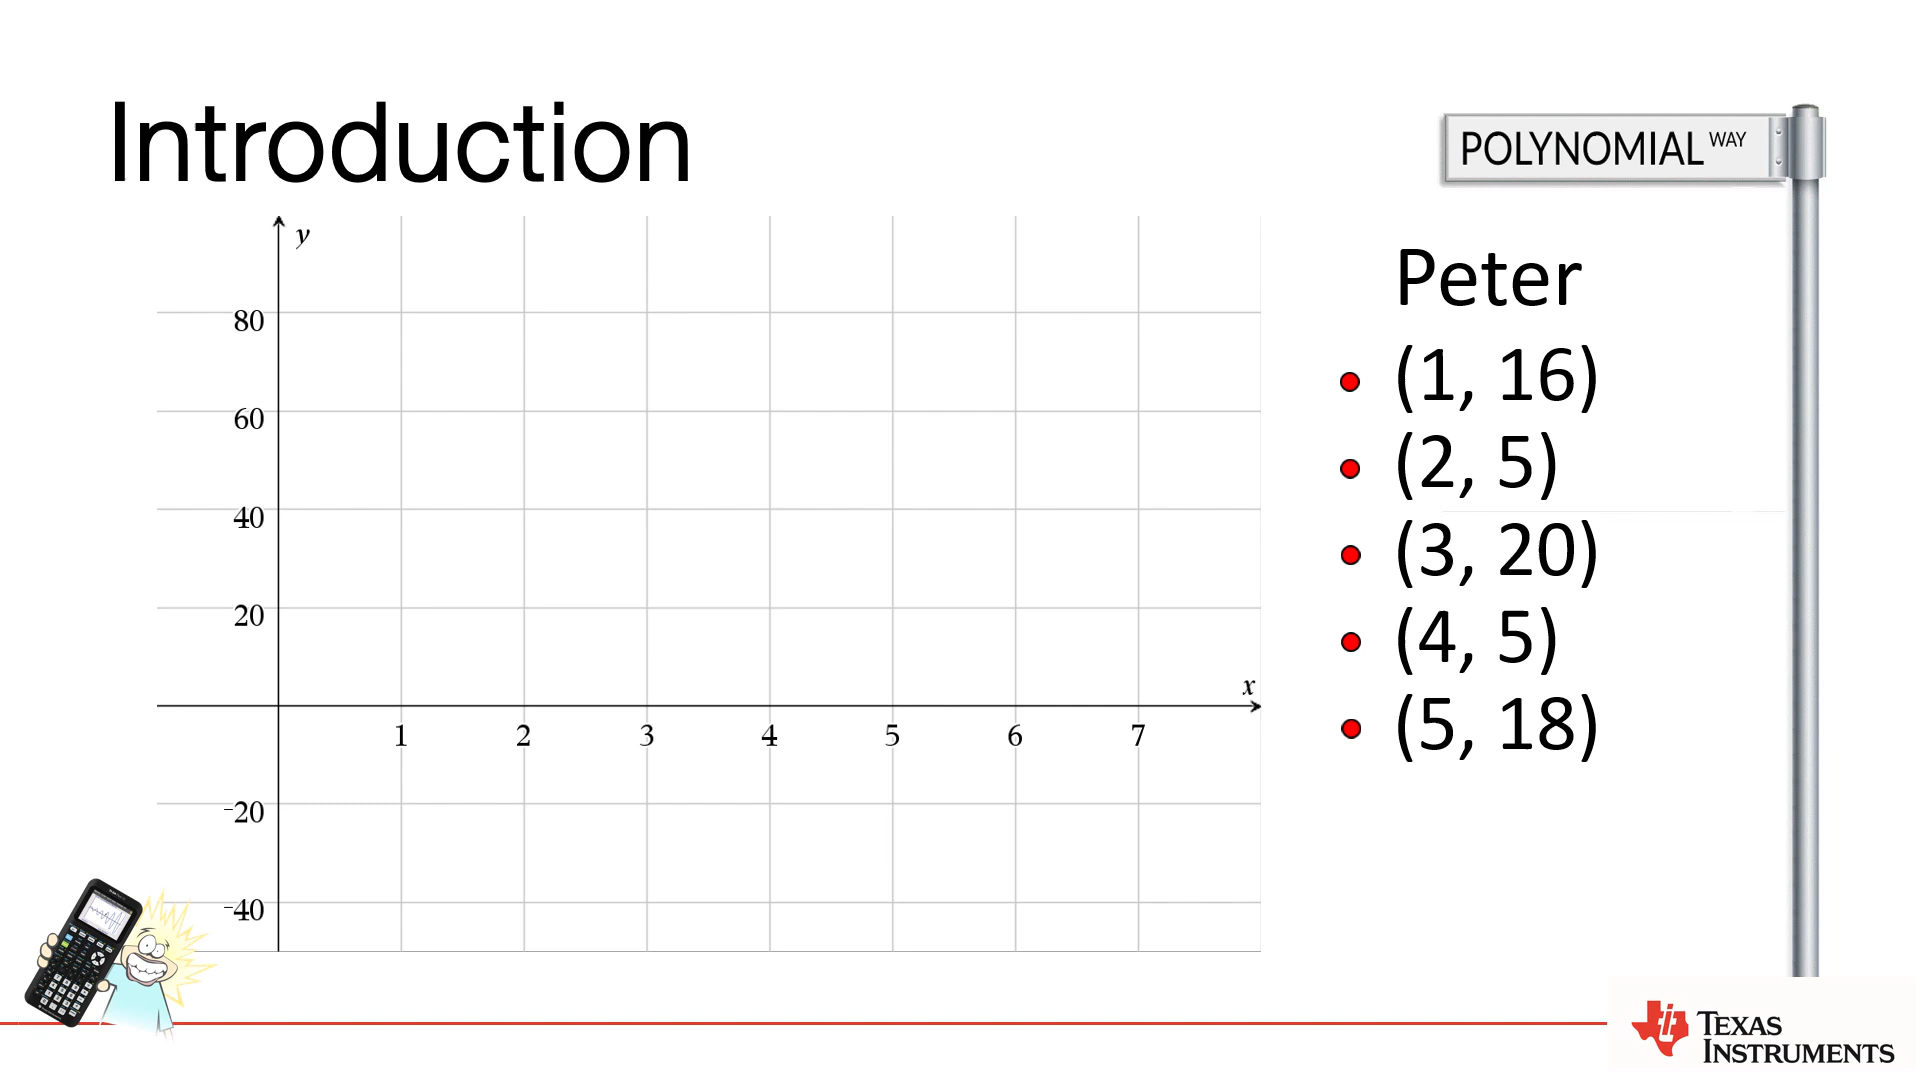 Introduction
POLYNOMIAL WAY
y
80
60
40
20
x
1 2 3 4 5 6 7
−20
−40
Peter
(1, 16)
(2, 5)
(3, 20)
(4, 5)
(5, 18)
TEXAS
INSTRUMENTS